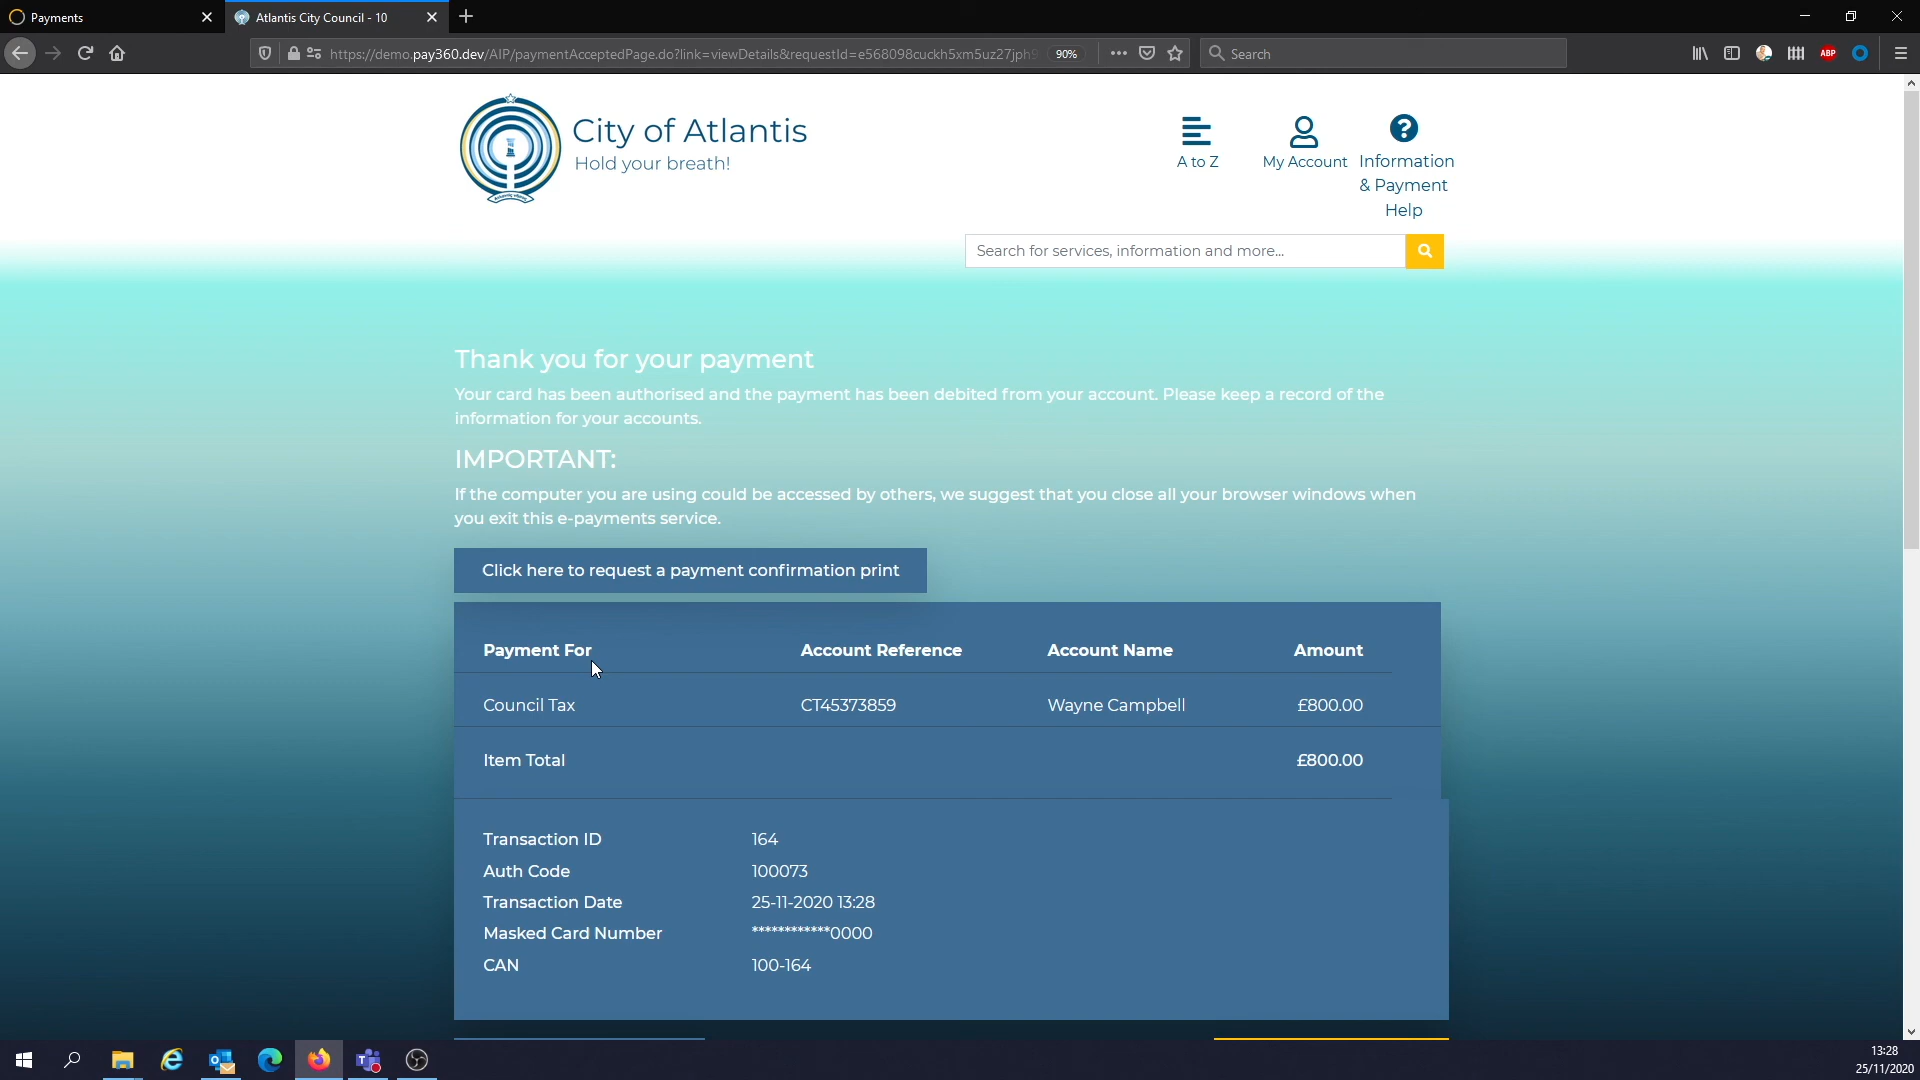 Payments
Atlantis City Council - 10
https://demo.pay360.dev/AIP/paymentAcceptedPage.do?link=viewDetails&requestId=e568098cuckh5xm5uz27jph9
90%
Search
ABP
City of Atlantis
Hold your breath!
A to Z
My Account
Information
& Payment
Help
Search for services, information and more...
Thank you for your payment
Your card has been authorised and the payment has been debited from your account. Please keep a record of the
information for your accounts.
IMPORTANT:
If the computer you are using could be accessed by others, we suggest that you close all your browser windows when
you exit this e-payments service.
Click here to request a payment confirmation print
Payment For Account Reference Account Name Amount
Council Tax CT45373859 Wayne Campbell £800.00
Item Total £800.00
Transaction ID 164
Auth Code 100073
Transaction Date 25-11-2020 13:28
Masked Card Number ************0000
CAN 100-164
13:28
25/11/2020